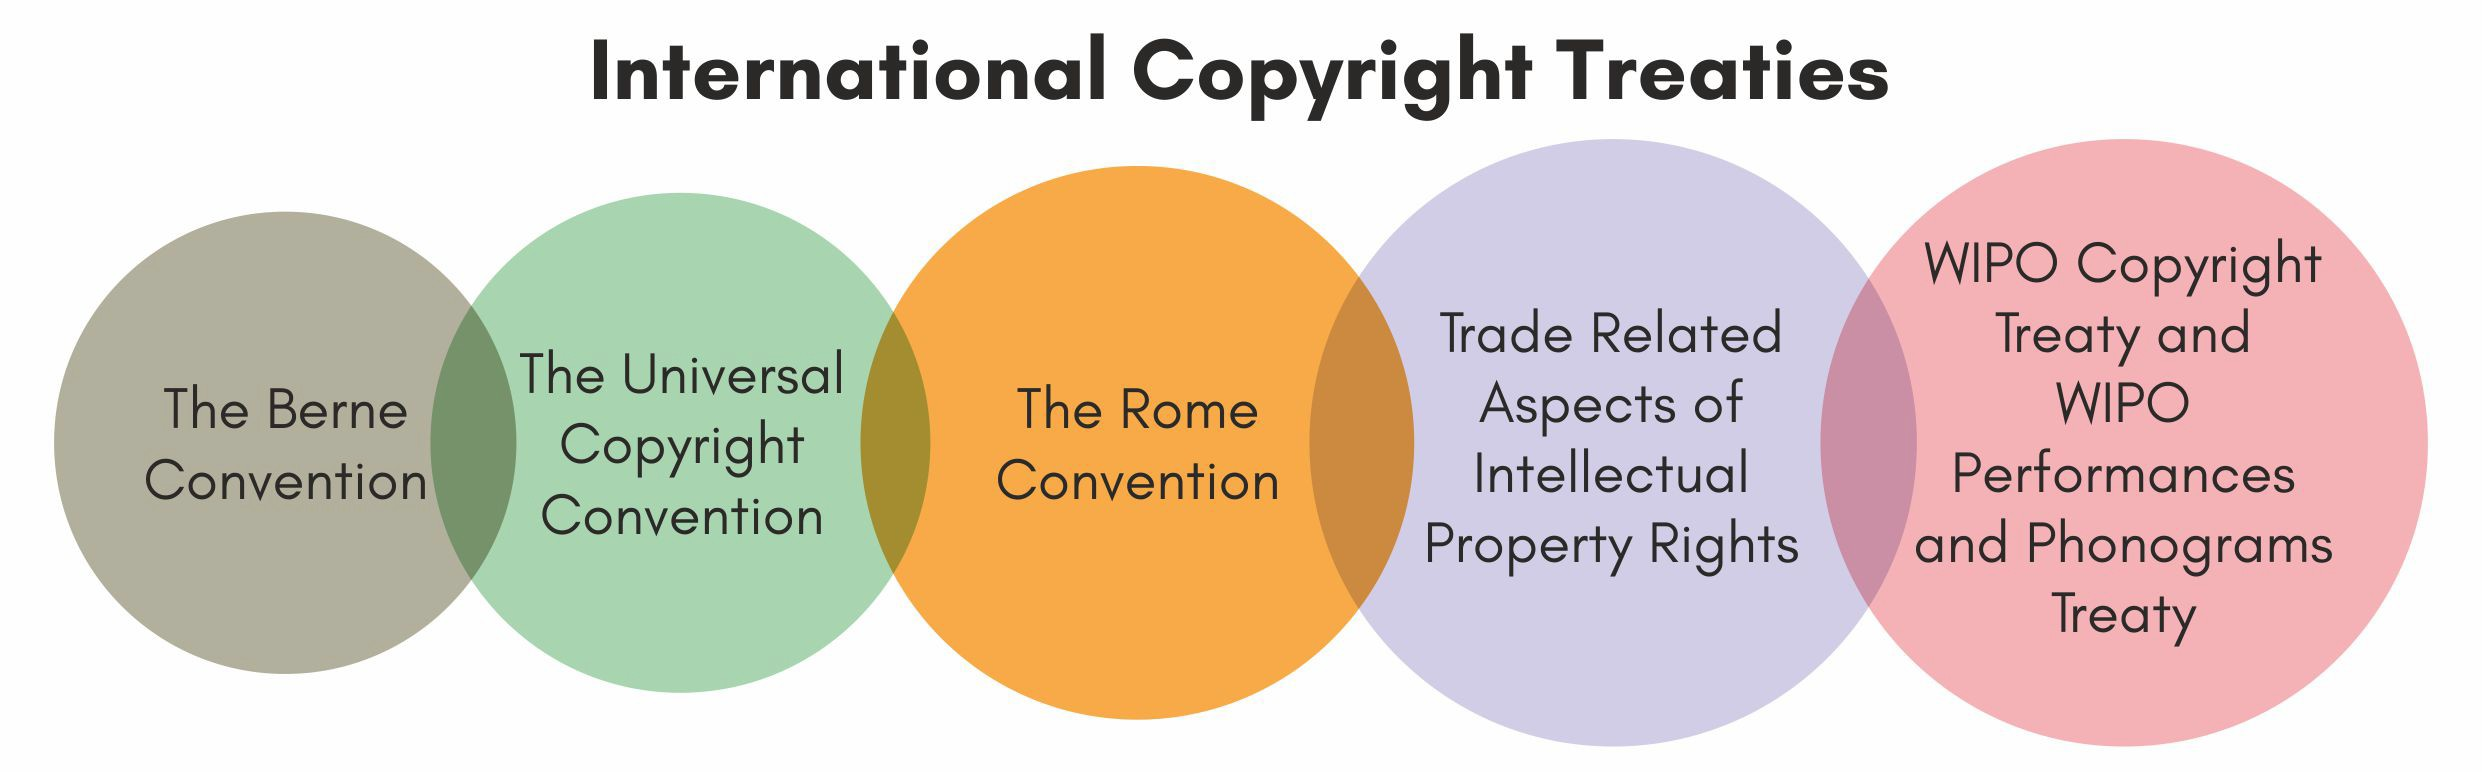 International Copyright Treaties
The Berne
Convention
The Universal
Copyright
Convention
The Rome
Convention
Trade Related
Aspects of
Intellectual
Property Rights
WIPO Copyright
Treaty and
WIPO
Performances
and Phonograms
Treaty